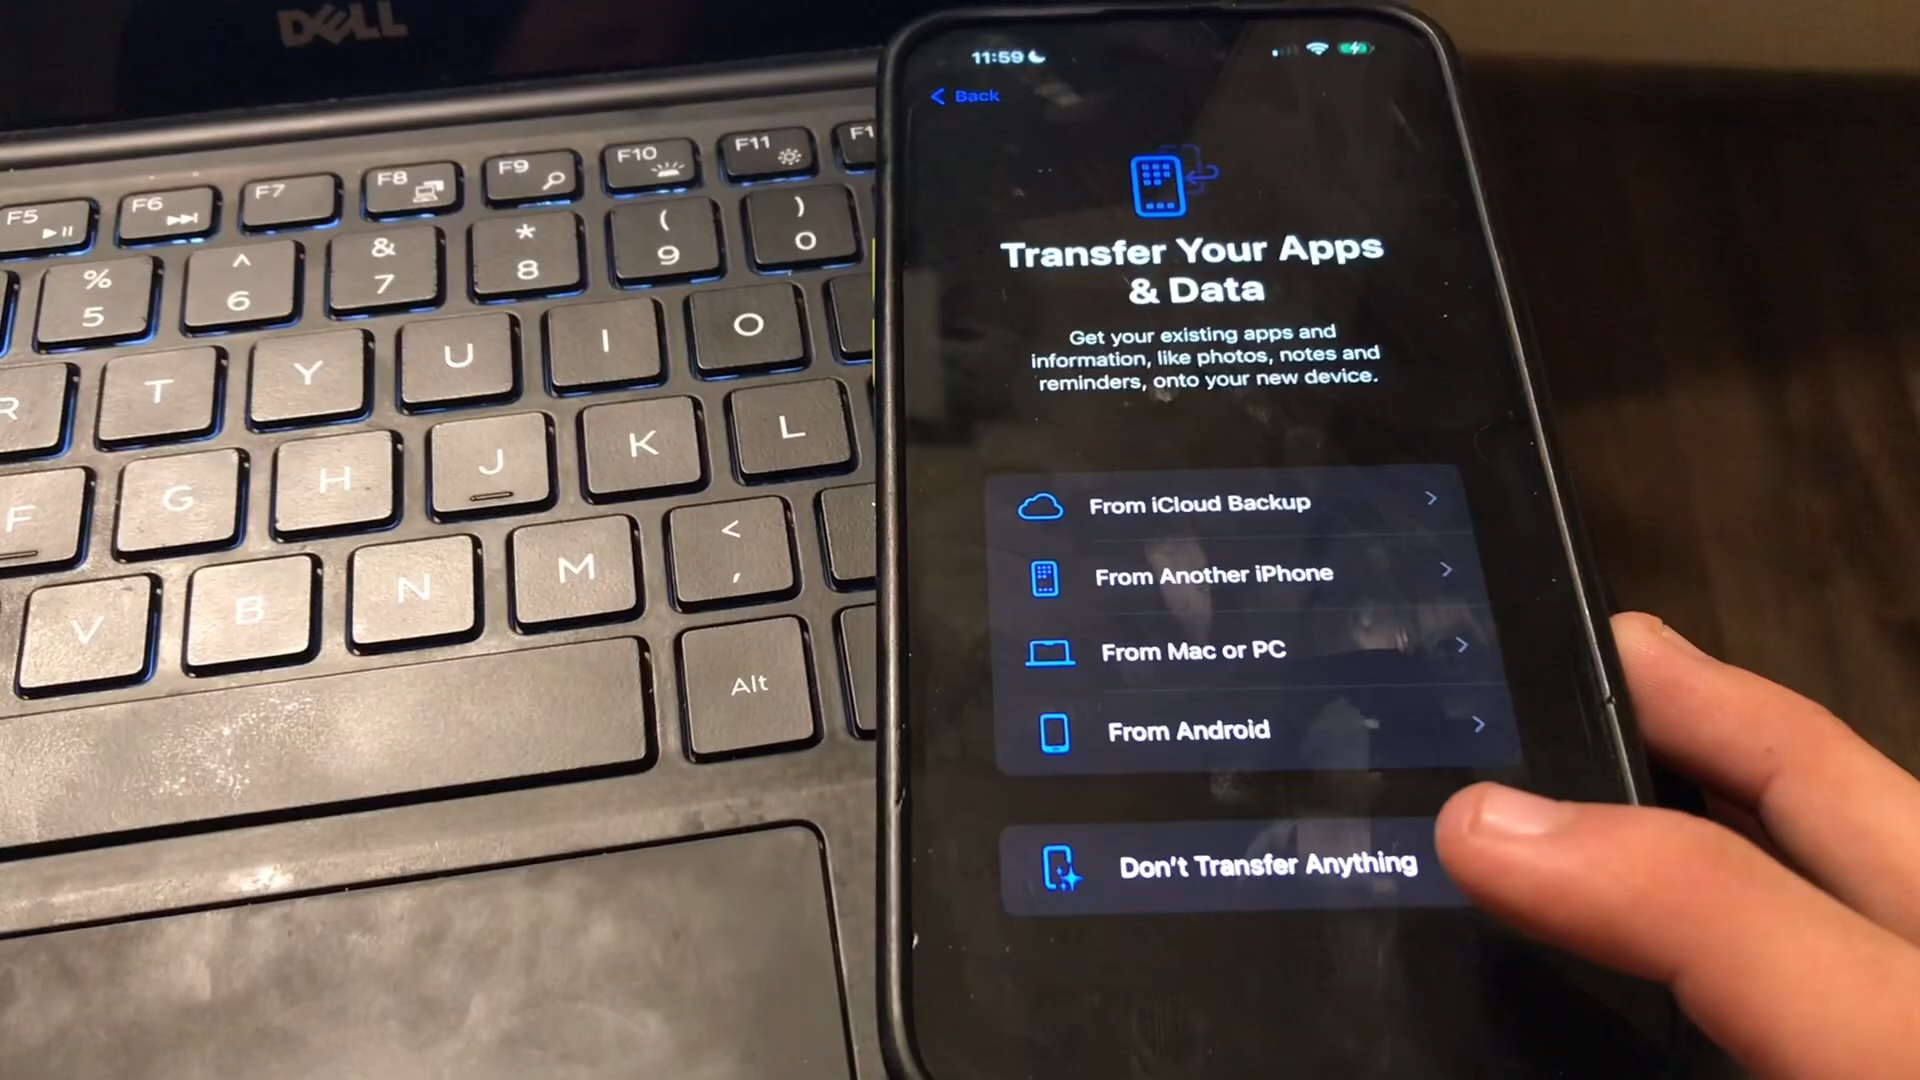 DELL
F5
F6
F7
F8
F9
F10
F11
F1
%
5
^
6
&
7
*
8
(
9
)
0
R
T
Y
U
I
O
F
G
H
J
K
L
V
B
N
M
<
,
Alt
11:59
Back
Transfer Your Apps
& Data
Get your existing apps and
information, like photos, notes and
reminders, onto your new device.
From iCloud Backup
From Another iPhone
From Mac or PC
From Android
Don't Transfer Anything